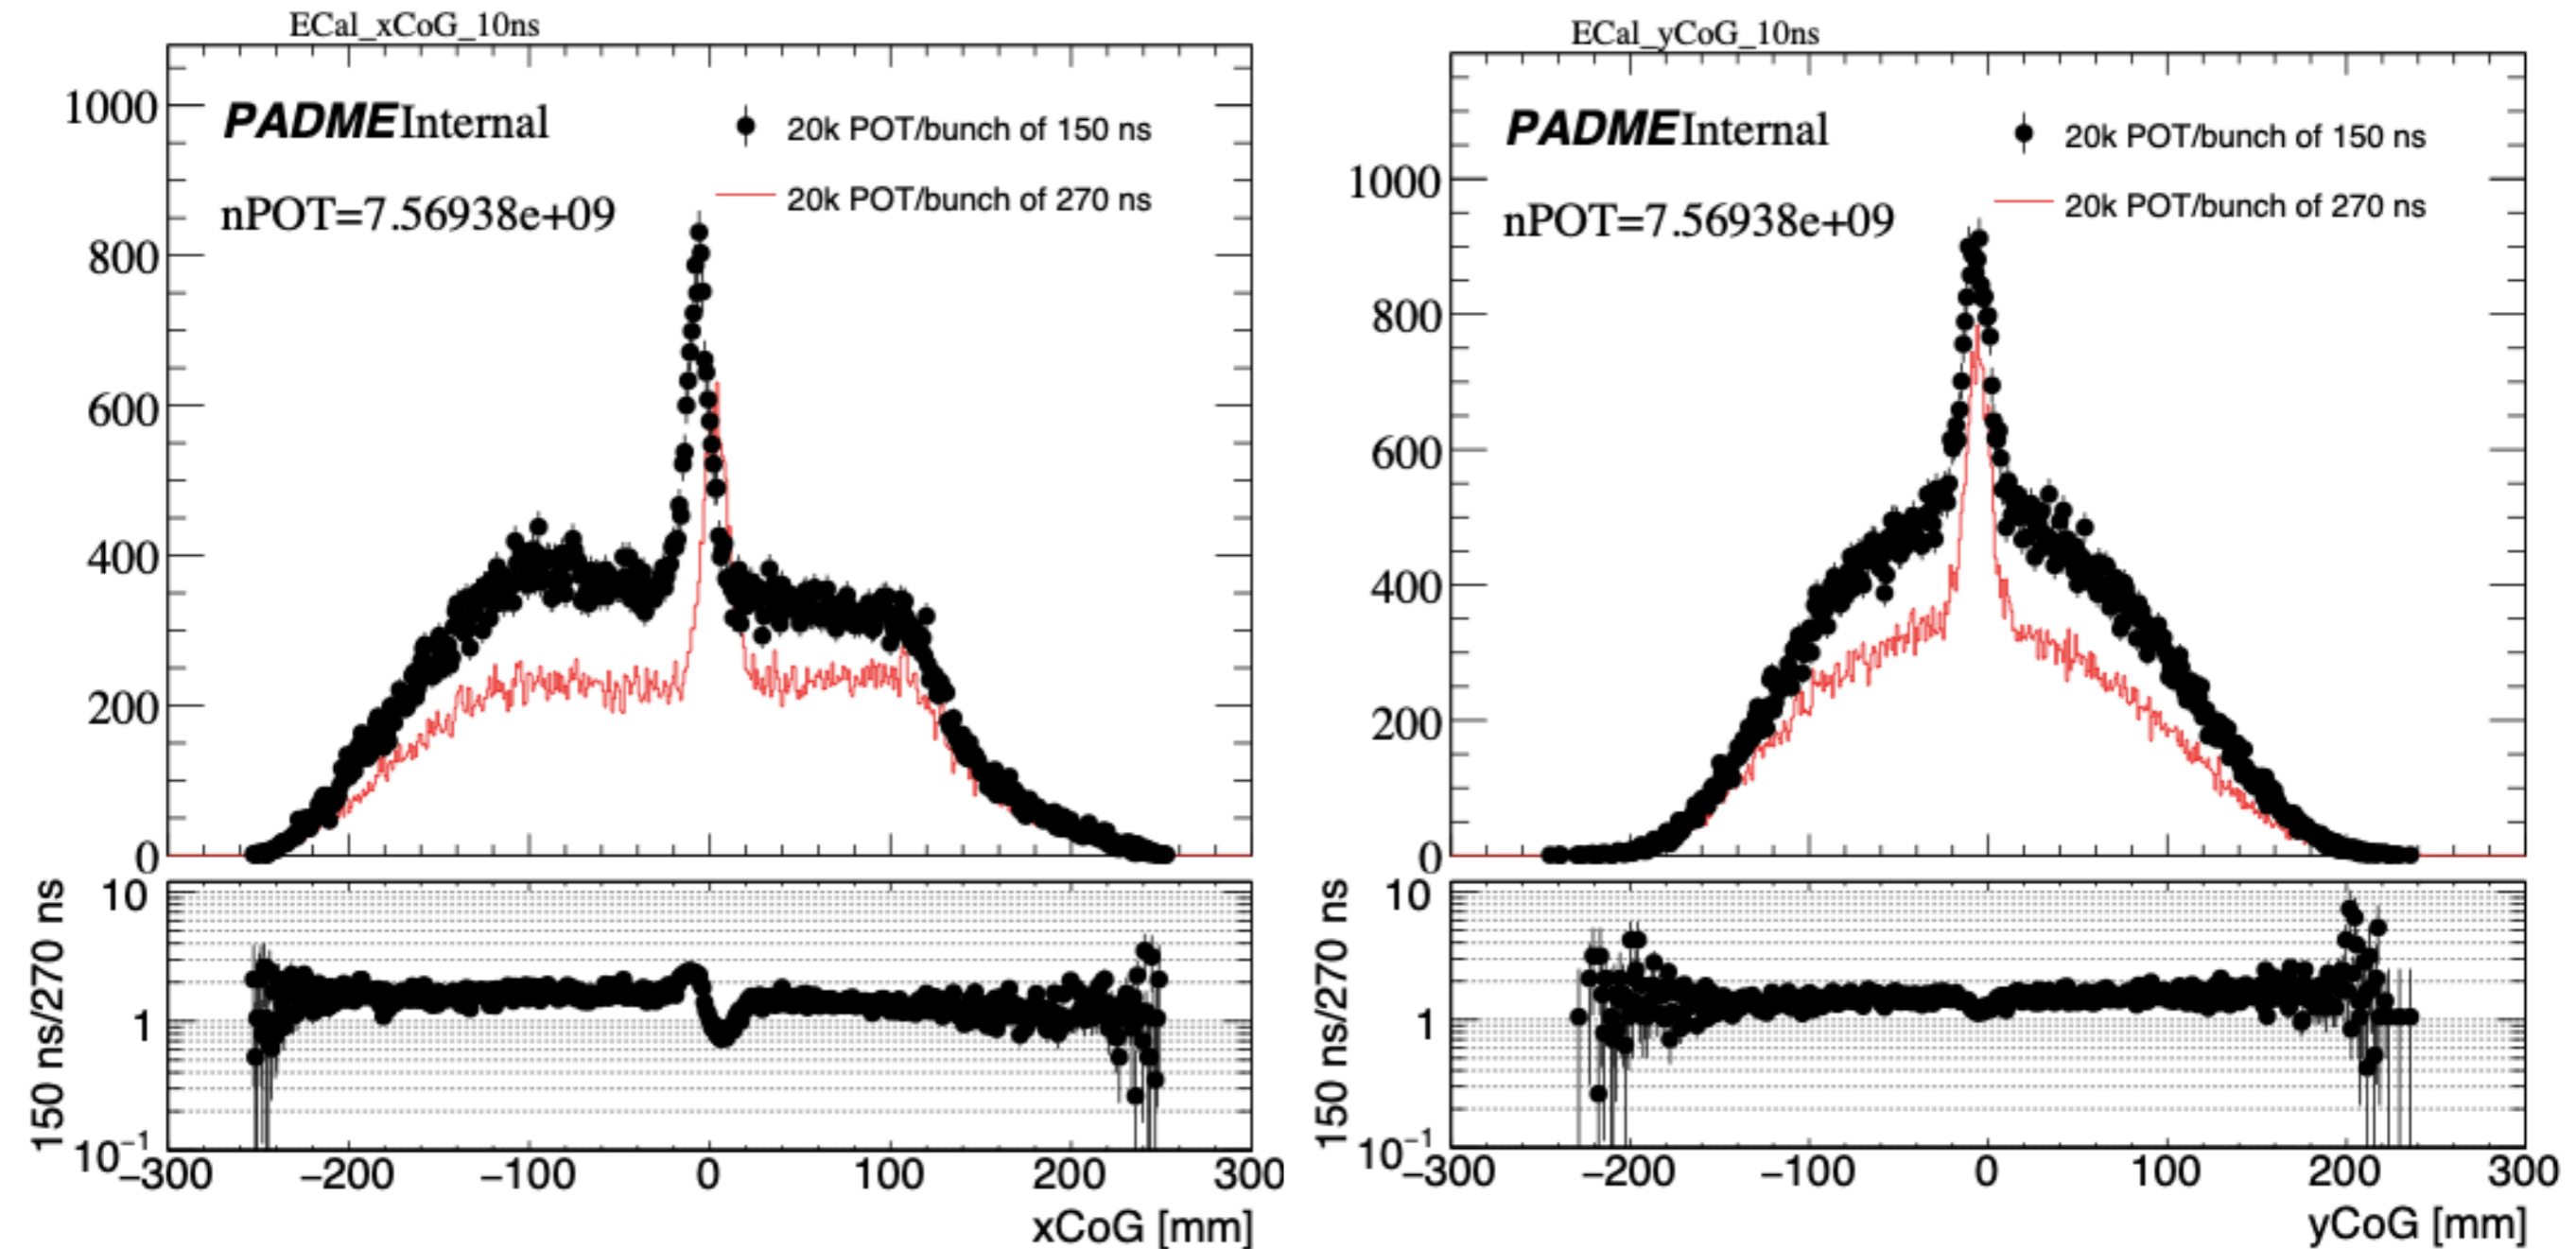 ECal_xCoG_10ns
1000
800
600
400
200
0
PADME Internal
nPOT=7.56938e+09
20k POT/bunch of 150 ns
20k POT/bunch of 270 ns
150 ns/270 ns
10
1
10⁻¹
−300 −200 −100 0 100 200 300
xCoG [mm]
ECal_yCoG_10ns
1000
800
600
400
200
0
PADME Internal
nPOT=7.56938e+09
20k POT/bunch of 150 ns
20k POT/bunch of 270 ns
150 ns/270 ns
10
1
10⁻¹
−300 −200 −100 0 100 200 300
yCoG [mm]